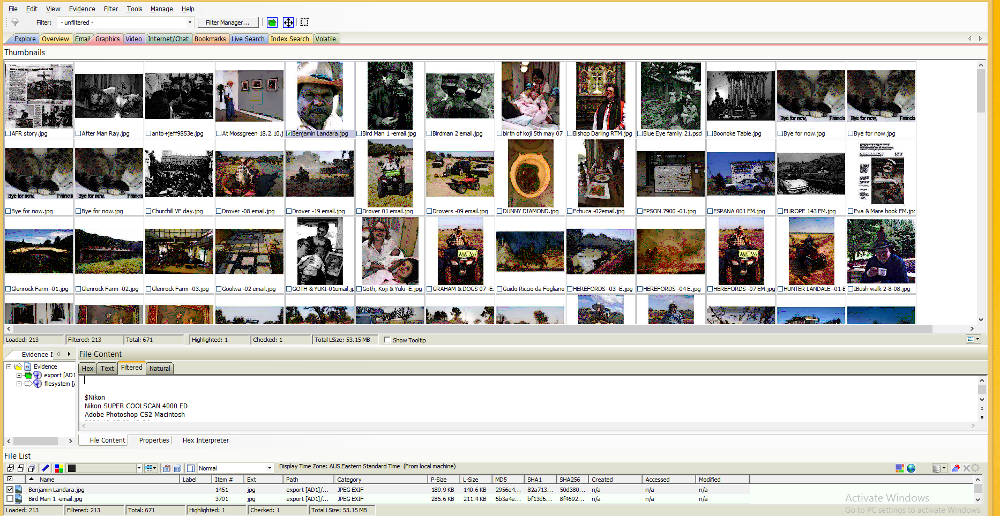 File Edit View Evidence Filter Tools Manage Help
Filter: - unfiltered - Filter Manager...
Explore Overview Email Graphics Video Internet/Chat Bookmarks Live Search Index Search Volatile
Thumbnails
Bye for now, Francis Bye for now, Francis
AFR story.jpg After Man Ray.jpg anto+jeff9853e.jpg At Mossgreen 18.2.10.j Benjamin Landara.jpg Bird Man 1 -email.jpg Birdman 2 email.jpg birth of koji 5th may 07 Bishop Darling RTM.jpg Blue Eye family.21.psd Boonoke Table.jpg Bye for now.jpg Bye for now.jpg
$20
Bye for now, Francis Bye for now, Francis
Bye for now.jpg Bye for now.jpg Churchill VE day.jpg Drover -08 email.jpg Drover -19 email.jpg Drover 01 email.jpg Drovers -09 email.jpg DUNNY DIAMOND.jpg Echuca -02email.jpg EPSON 7900 -01.jpg ESPANA 001 EM.jpg EUROPE 143 EM.jpg Eva & Mare book EM.jpg
Glenrock Farm -01.jpg Glenrock Farm -02.jpg Glenrock Farm -03.jpg Goolwa -02 email.jpg GOTH & YUKI-01email.jp Goth, Koji & Yuki -E.jpg GRAHAM & DOGS 07 -E. Guido Riccio da Fogliano HEREFORDS -03 -E.jpg HEREFORDS -04 E.jpg HEREFORDS -07 EM.jpg HUNTER LANDALE -01-E IBush walk 2-8-08.jpg
Loaded: 213 Filtered: 213 Total: 671 Highlighted: 1 Checked: 1 Total LSize: 53.15 MB Show Tooltip
Evidence I File Content
Evidence Hex Text Filtered Natural
export [AD1
filesystem [A
$Nikon
Nikon SUPER COOLSCAN 4000 ED
Adobe Photoshop CS2 Macintosh
File Content Properties Hex Interpreter
File List
Normal Display Time Zone: AUS Eastern Standard Time (From local machine)
Name Label Item # Ext Path Category P-Size L-Size MD5 SHA1 SHA256 Created Accessed Modified
Benjamin Landara.jpg 1451 jpg export [AD1]/... JPEG EXIF 189.9 KB 140.6 KB 2956e4... 82a713... 50d380... n/a n/a n/a
Bird Man 1 -email.jpg 3701 jpg export [AD1]/... JPEG EXIF 285.6 KB 211.4 KB 6b3a4e... bf13d6... 8f4692... n/a n/a n/a
Activate Windows
Go to PC settings to activate Windows.
Loaded: 213 Filtered: 213 Total: 671 Highlighted: 1 Checked: 1 Total LSize: 53.15 MB